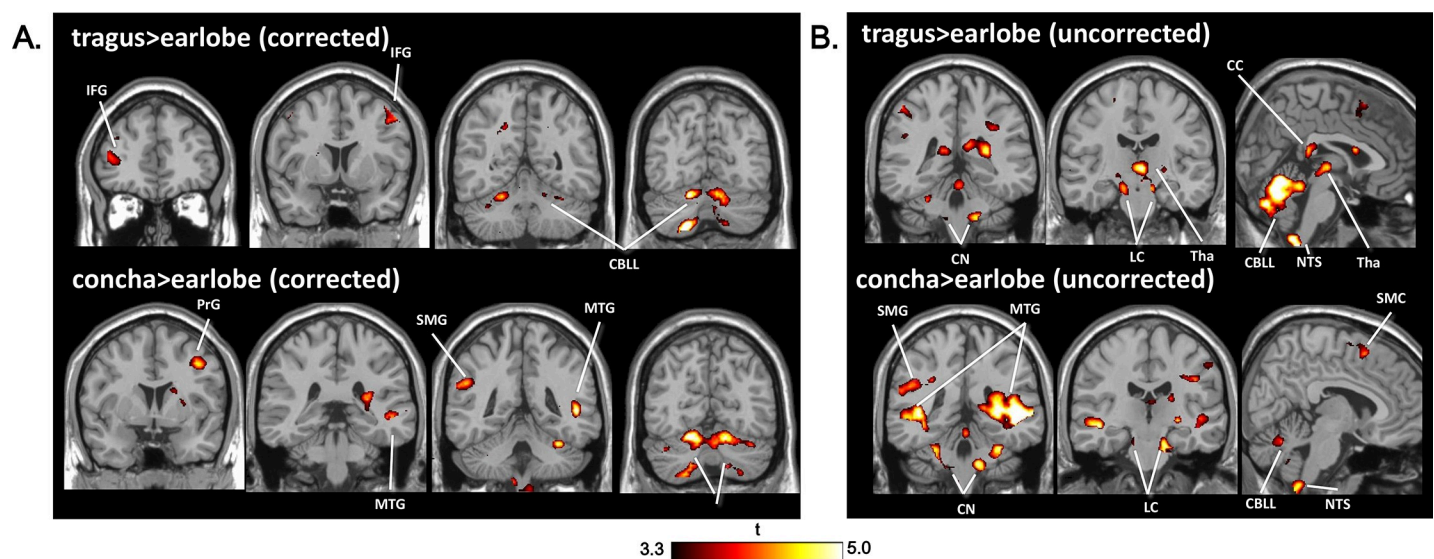 A.
tragus>earlobe (corrected)
IFG
IFG
CBLL
concha>earlobe (corrected)
PrG
MTG
SMG
MTG
B.
tragus>earlobe (uncorrected)
CC
CN
LC
Tha
CBLL
NTS
Tha
concha>earlobe (uncorrected)
SMG
MTG
SMC
CN
LC
CBLL
NTS
t
3.3
5.0